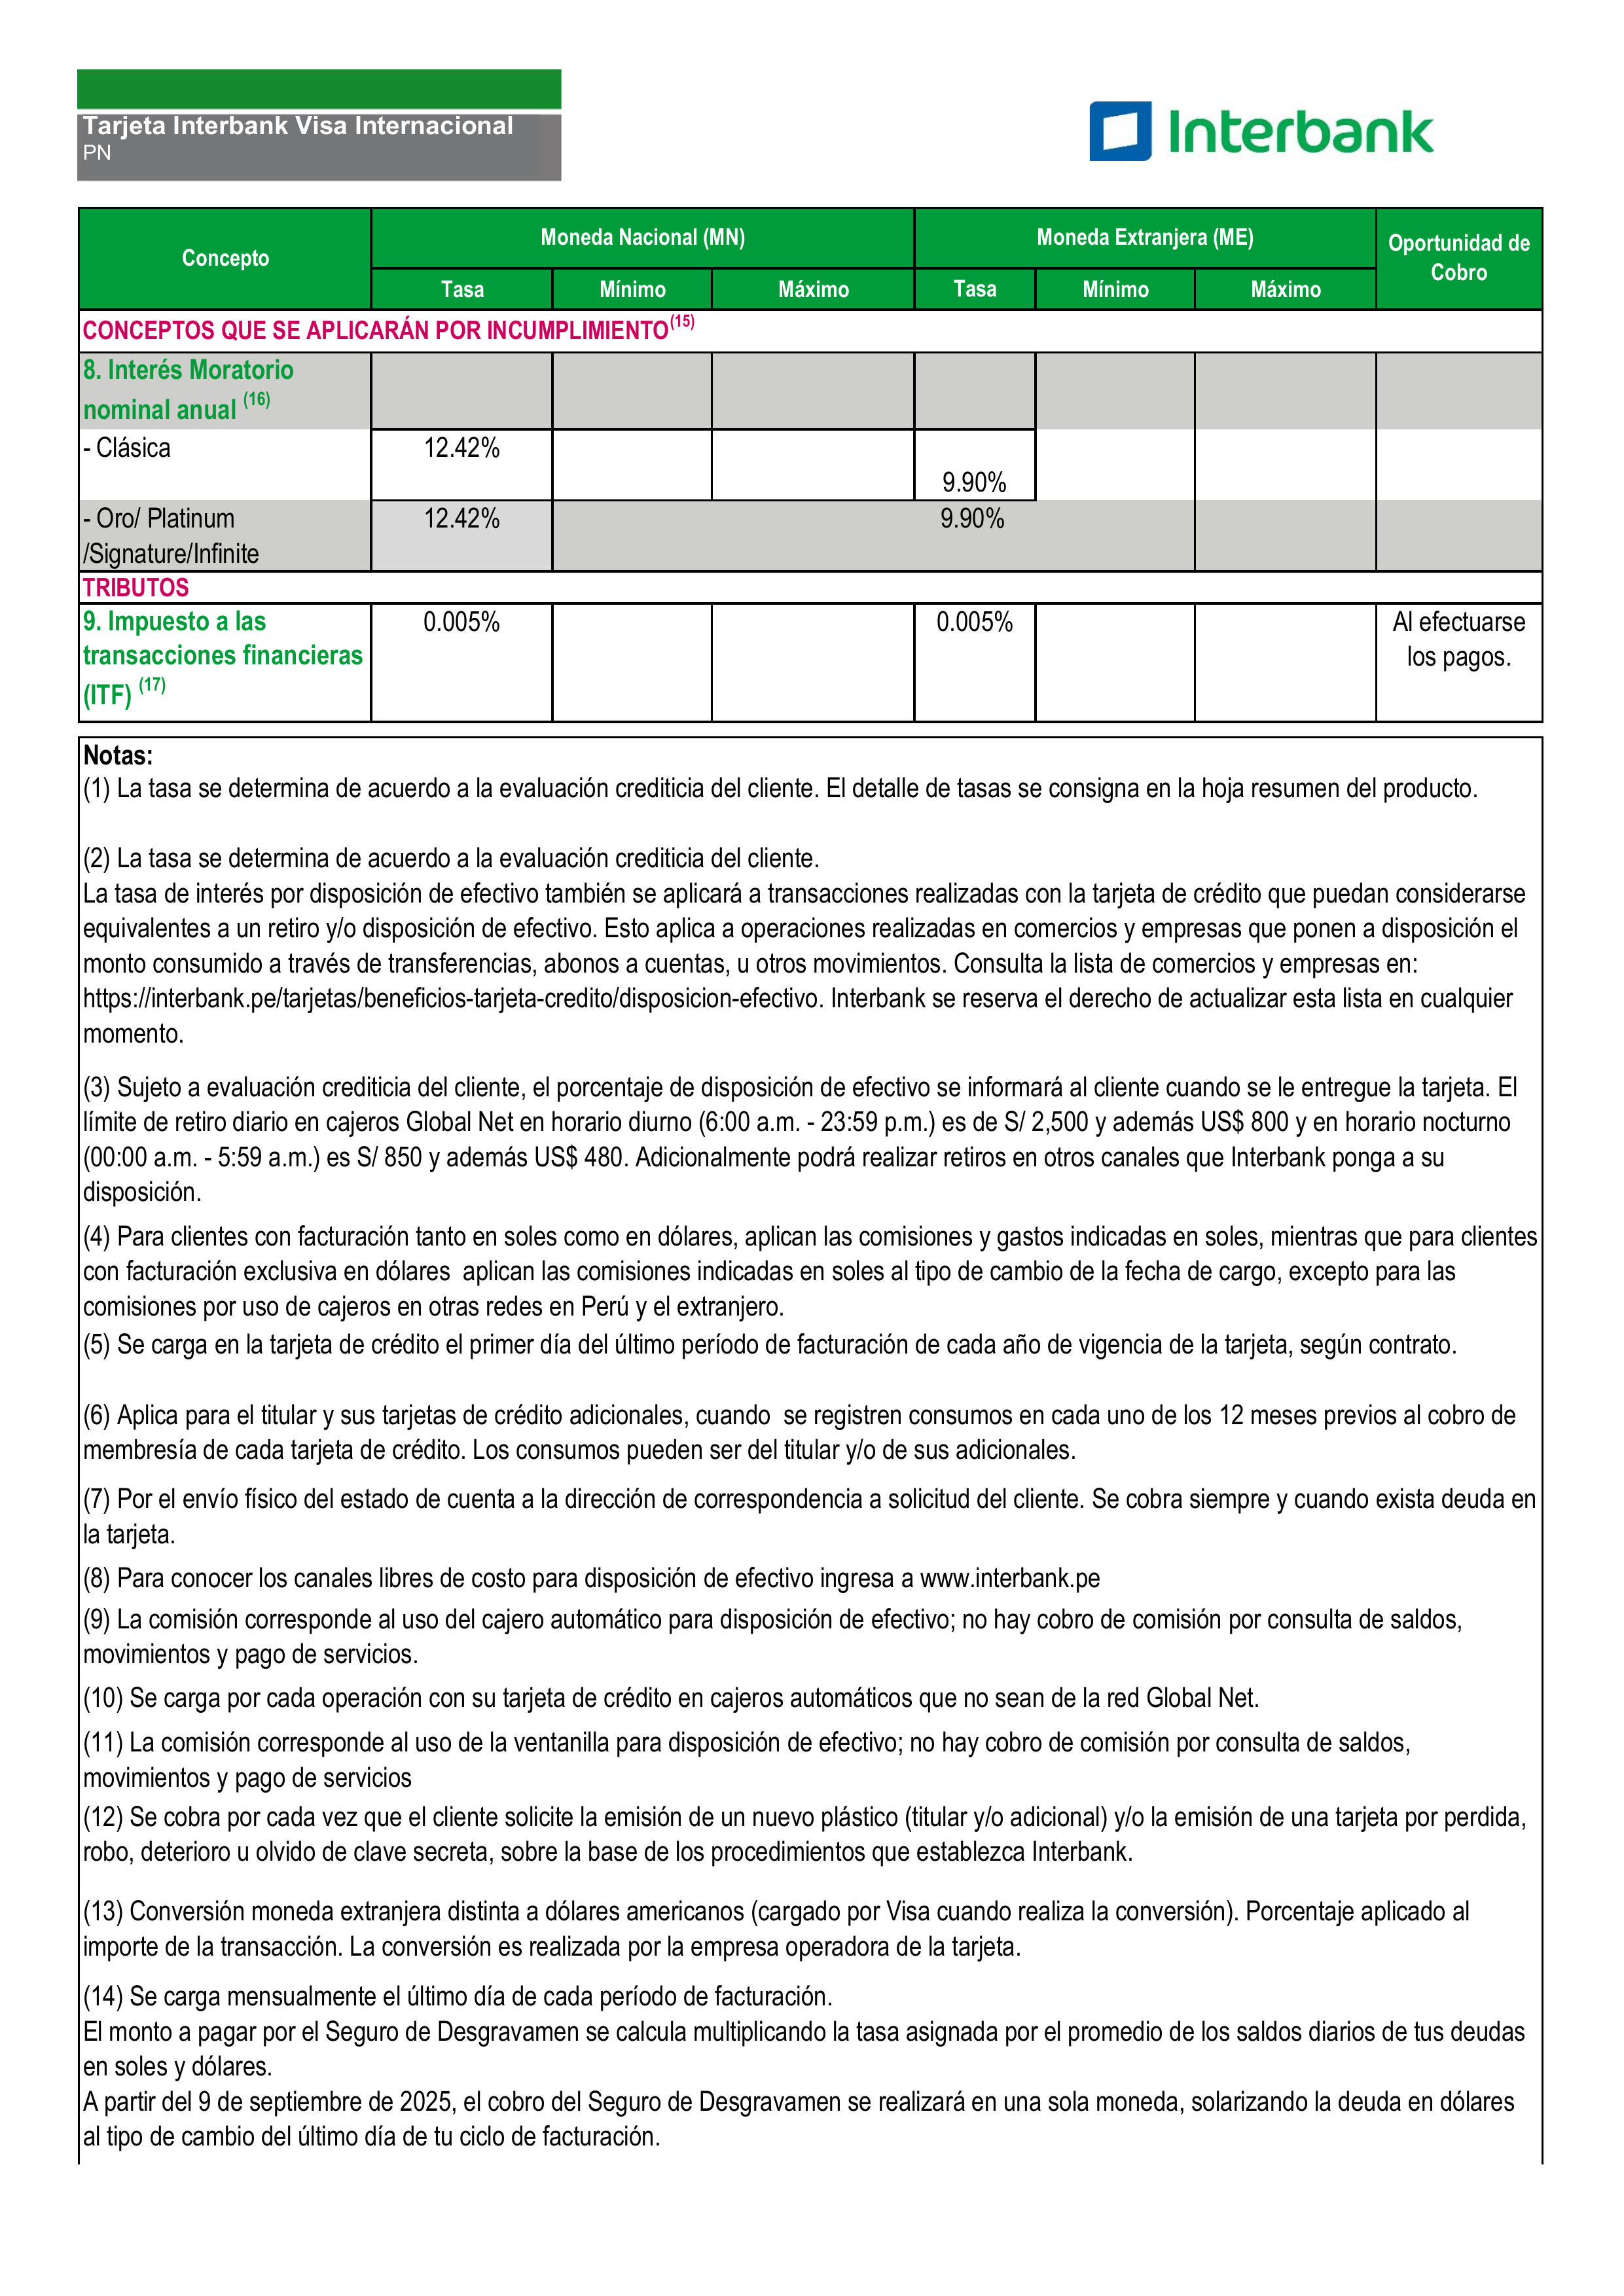 Tarjeta Interbank Visa Internacional
PN
Interbank
Concepto
Moneda Nacional (MN)
Moneda Extranjera (ME)
Oportunidad de
Cobro
Tasa
Mínimo
Máximo
Tasa
Mínimo
Máximo
CONCEPTOS QUE SE APLICARÁN POR INCUMPLIMIENTO(15)
8. Interés Moratorio
nominal anual (16)
- Clásica
12.42%
9.90%
- Oro/ Platinum
/Signature/Infinite
12.42%
9.90%
TRIBUTOS
9. Impuesto a las
transacciones financieras
(ITF) (17)
0.005%
0.005%
Al efectuarse
los pagos.
Notas:
(1) La tasa se determina de acuerdo a la evaluación crediticia del cliente. El detalle de tasas se consigna en la hoja resumen del producto.
(2) La tasa se determina de acuerdo a la evaluación crediticia del cliente.
La tasa de interés por disposición de efectivo también se aplicará a transacciones realizadas con la tarjeta de crédito que puedan considerarse
equivalentes a un retiro y/o disposición de efectivo. Esto aplica a operaciones realizadas en comercios y empresas que ponen a disposición el
monto consumido a través de transferencias, abonos a cuentas, u otros movimientos. Consulta la lista de comercios y empresas en:
https://interbank.pe/tarjetas/beneficios-tarjeta-credito/disposicion-efectivo. Interbank se reserva el derecho de actualizar esta lista en cualquier
momento.
(3) Sujeto a evaluación crediticia del cliente, el porcentaje de disposición de efectivo se informará al cliente cuando se le entregue la tarjeta. El
límite de retiro diario en cajeros Global Net en horario diurno (6:00 a.m. - 23:59 p.m.) es de S/ 2,500 y además US$ 800 y en horario nocturno
(00:00 a.m. - 5:59 a.m.) es S/ 850 y además US$ 480. Adicionalmente podrá realizar retiros en otros canales que Interbank ponga a su
disposición.
(4) Para clientes con facturación tanto en soles como en dólares, aplican las comisiones y gastos indicadas en soles, mientras que para clientes
con facturación exclusiva en dólares  aplican las comisiones indicadas en soles al tipo de cambio de la fecha de cargo, excepto para las
comisiones por uso de cajeros en otras redes en Perú y el extranjero.
(5) Se carga en la tarjeta de crédito el primer día del último período de facturación de cada año de vigencia de la tarjeta, según contrato.
(6) Aplica para el titular y sus tarjetas de crédito adicionales, cuando  se registren consumos en cada uno de los 12 meses previos al cobro de
membresía de cada tarjeta de crédito. Los consumos pueden ser del titular y/o de sus adicionales.
(7) Por el envío físico del estado de cuenta a la dirección de correspondencia a solicitud del cliente. Se cobra siempre y cuando exista deuda en
la tarjeta.
(8) Para conocer los canales libres de costo para disposición de efectivo ingresa a www.interbank.pe
(9) La comisión corresponde al uso del cajero automático para disposición de efectivo; no hay cobro de comisión por consulta de saldos,
movimientos y pago de servicios.
(10) Se carga por cada operación con su tarjeta de crédito en cajeros automáticos que no sean de la red Global Net.
(11) La comisión corresponde al uso de la ventanilla para disposición de efectivo; no hay cobro de comisión por consulta de saldos,
movimientos y pago de servicios
(12) Se cobra por cada vez que el cliente solicite la emisión de un nuevo plástico (titular y/o adicional) y/o la emisión de una tarjeta por perdida,
robo, deterioro u olvido de clave secreta, sobre la base de los procedimientos que establezca Interbank.
(13) Conversión moneda extranjera distinta a dólares americanos (cargado por Visa cuando realiza la conversión). Porcentaje aplicado al
importe de la transacción. La conversión es realizada por la empresa operadora de la tarjeta.
(14) Se carga mensualmente el último día de cada período de facturación.
El monto a pagar por el Seguro de Desgravamen se calcula multiplicando la tasa asignada por el promedio de los saldos diarios de tus deudas
en soles y dólares.
A partir del 9 de septiembre de 2025, el cobro del Seguro de Desgravamen se realizará en una sola moneda, solarizando la deuda en dólares
al tipo de cambio del último día de tu ciclo de facturación.